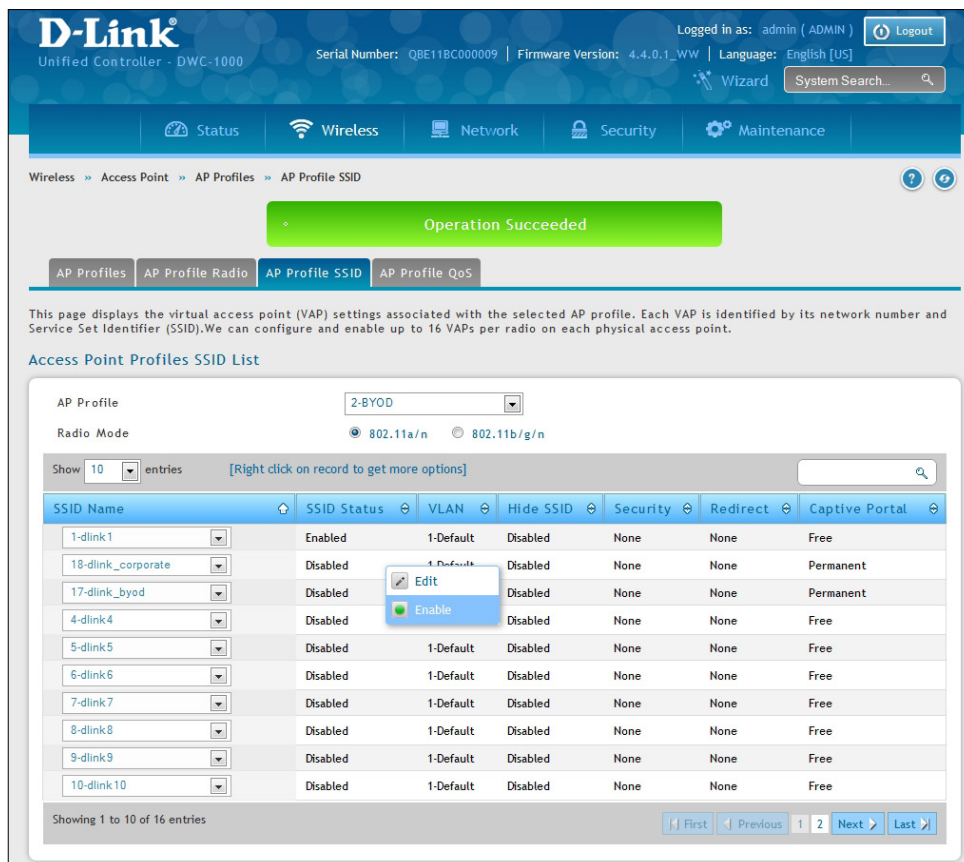 D-Link
Unified Controller - DWC-1000
Logged in as: admin ( ADMIN ) Logout
Serial Number: QBE11BC000009 | Firmware Version: 4.4.0.1_WW | Language: English [US]
Wizard System Search...
Status Wireless Network Security Maintenance
Wireless » Access Point » AP Profiles » AP Profile SSID
Operation Succeeded
AP Profiles AP Profile Radio AP Profile SSID AP Profile QoS
This page displays the virtual access point (VAP) settings associated with the selected AP profile. Each VAP is identified by its network number and
Service Set Identifier (SSID).We can configure and enable up to 16 VAPs per radio on each physical access point.
Access Point Profiles SSID List
AP Profile 2-BYOD
Radio Mode 802.11a/n 802.11b/g/n
Show 10 entries [Right click on record to get more options]
SSID Name SSID Status VLAN Hide SSID Security Redirect Captive Portal
1-dlink1 Enabled 1-Default Disabled None None Free
18-dlink_corporate Disabled 1-Default Disabled None None Permanent
Edit
17-dlink_byod Disabled Disabled None None Permanent
Enable
4-dlink4 Disabled Disabled None None Free
5-dlink5 Disabled 1-Default Disabled None None Free
6-dlink6 Disabled 1-Default Disabled None None Free
7-dlink7 Disabled 1-Default Disabled None None Free
8-dlink8 Disabled 1-Default Disabled None None Free
9-dlink9 Disabled 1-Default Disabled None None Free
10-dlink10 Disabled 1-Default Disabled None None Free
Showing 1 to 10 of 16 entries First Previous 1 2 Next Last